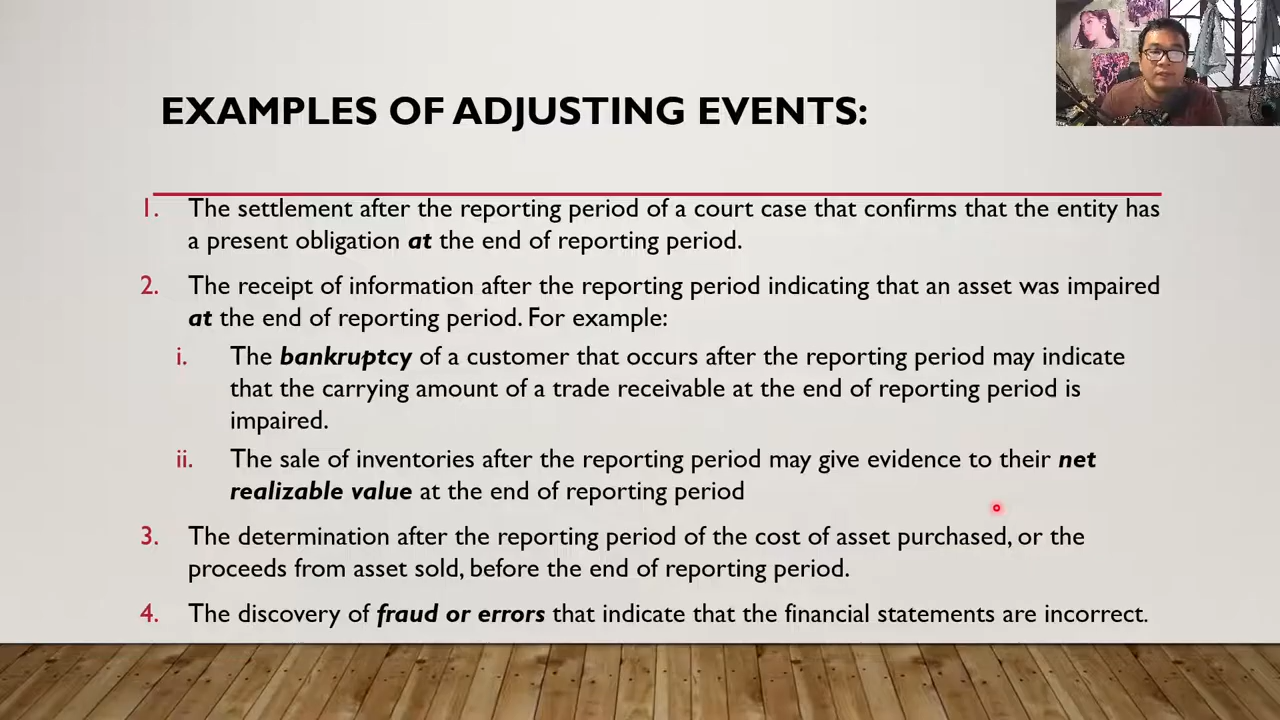 EXAMPLES OF ADJUSTING EVENTS:
1. The settlement after the reporting period of a court case that confirms that the entity has
a present obligation at the end of reporting period.
2. The receipt of information after the reporting period indicating that an asset was impaired
at the end of reporting period. For example:
i. The bankruptcy of a customer that occurs after the reporting period may indicate
that the carrying amount of a trade receivable at the end of reporting period is
impaired.
ii. The sale of inventories after the reporting period may give evidence to their net
realizable value at the end of reporting period
3. The determination after the reporting period of the cost of asset purchased, or the
proceeds from asset sold, before the end of reporting period.
4. The discovery of fraud or errors that indicate that the financial statements are incorrect.